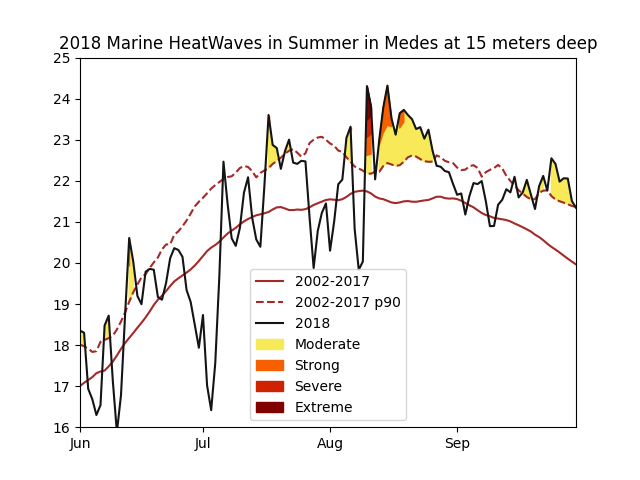 2018 Marine HeatWaves in Summer in Medes at 15 meters deep
25
24
23
22
21
20
19
18
17
16
Jun
Jul
Aug
Sep
2002-2017
2002-2017 p90
2018
Moderate
Strong
Severe
Extreme